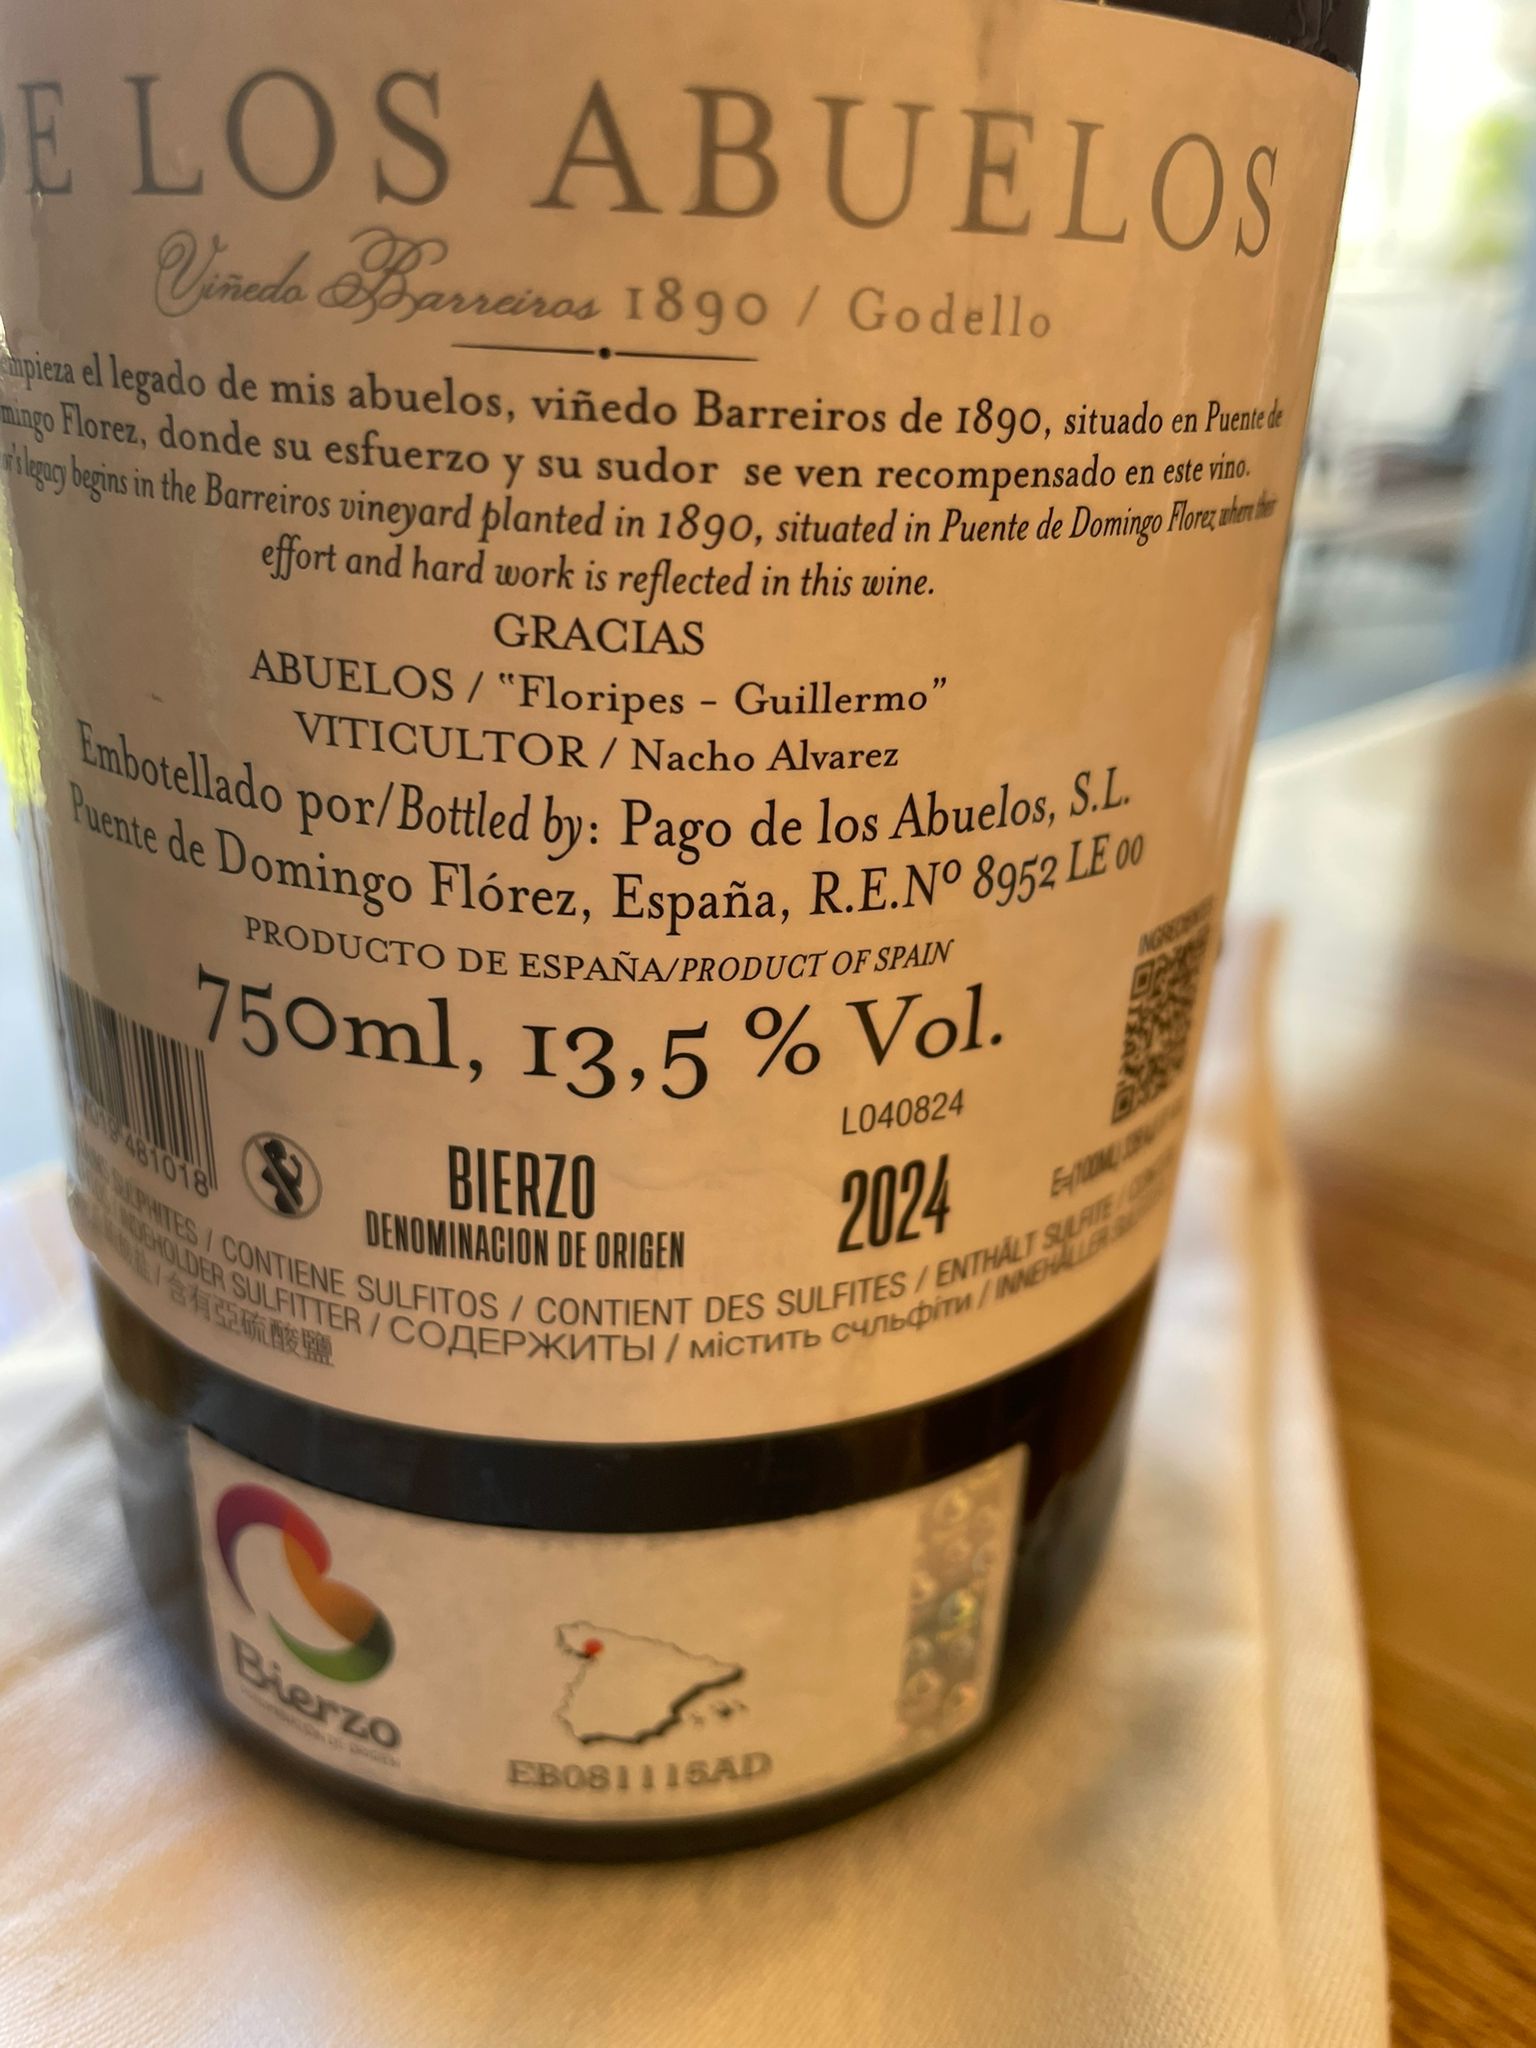 DE LOS ABUELOS
Viñedo Barreiros 1890 / Godello
empieza el legado de mis abuelos, viñedo Barreiros de 1890, situado en Puente de
Florez, donde su esfuerzo y su sudor se ven recompensado en este vino.
legacy begins in the Barreiros vineyard planted in 1890, situated in Puente de Domingo Florez where their
effort and hard work is reflected in this wine.
GRACIAS
ABUELOS / "Floripes - Guillermo"
VITICULTOR / Nacho Alvarez
Embotellado por/Bottled by: Pago de los Abuelos, S.L.
Puente de Domingo Flórez, España, R.E.Nº 8952 LE 00
PRODUCTO DE ESPAÑA/PRODUCT OF SPAIN
750ml, 13,5 % Vol.
L040824
481018
BIERZO
DENOMINACION DE ORIGEN
2024
SULPHITES / CONTIENE SULFITOS / CONTIENT DES SULFITES / ENTHÄLT SULFITE /
INDEHOLDER SULFITTER / СОДЕРЖИТЫ / містить счльфіти / INNEHÅLLER
含有亞硫酸鹽
Bierzo
EB081115AD